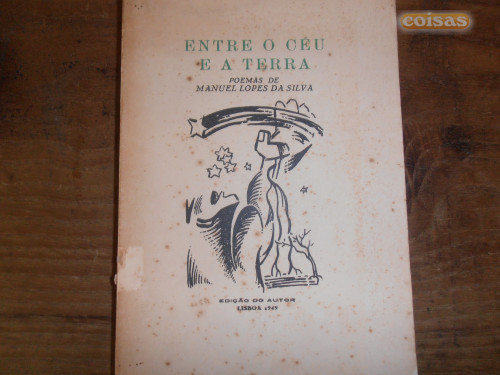 coisas
ENTRE O CÉU
E A TERRA
POEMAS DE
MANUEL LOPES DA SILVA
EDIÇÃO DO AUTOR
LISBOA